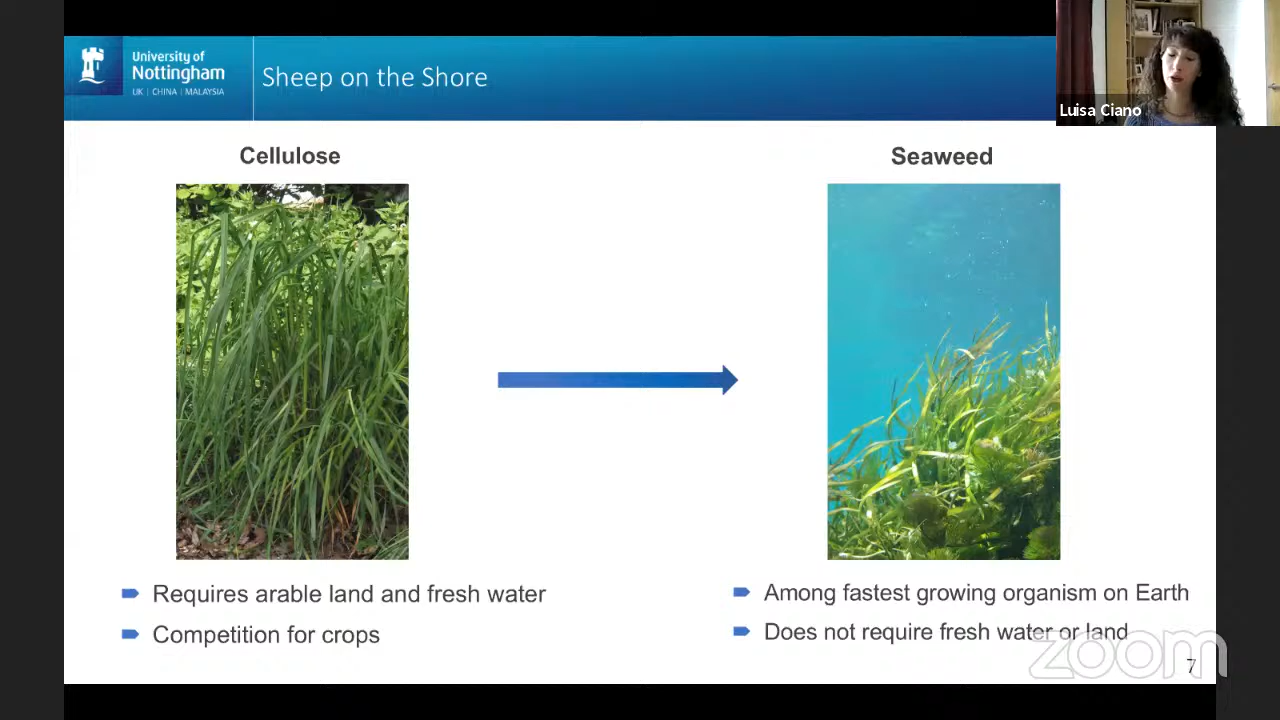 University of
Nottingham
UK | CHINA | MALAYSIA
Sheep on the Shore
Luisa Ciano
Cellulose
Seaweed
Requires arable land and fresh water
Competition for crops
Among fastest growing organism on Earth
Does not require fresh water or land
zoom
7